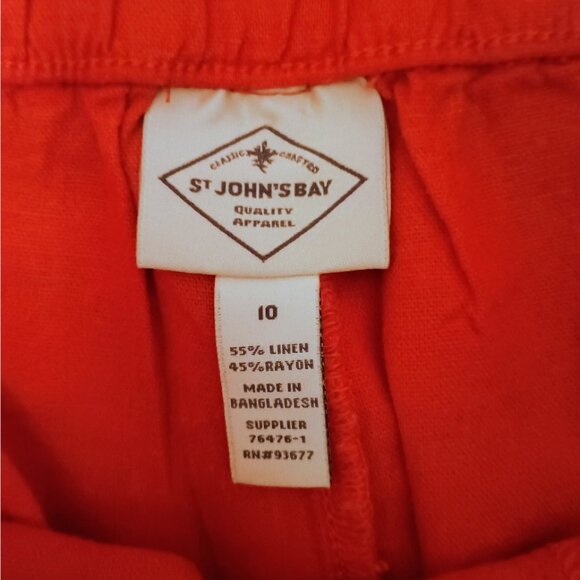 CLASSIC CRAFTED
ST JOHN'S BAY
QUALITY
APPAREL
10
55% LINEN
45% RAYON
MADE IN
BANGLADESH
SUPPLIER
76476-1
RN#93677